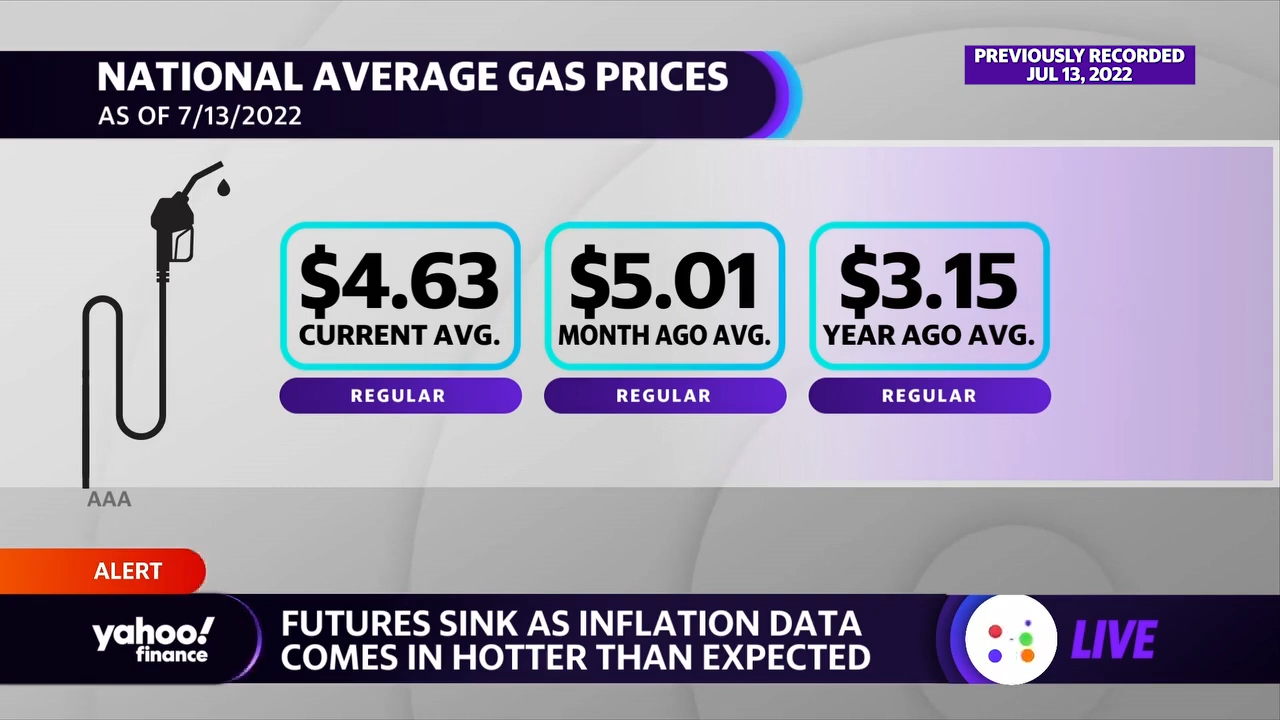 NATIONAL AVERAGE GAS PRICES
AS OF 7/13/2022
PREVIOUSLY RECORDED
JUL 13, 2022
$4.63
CURRENT AVG.
REGULAR
$5.01
MONTH AGO AVG.
REGULAR
$3.15
YEAR AGO AVG.
REGULAR
AAA
ALERT
yahoo!
finance
FUTURES SINK AS INFLATION DATA
COMES IN HOTTER THAN EXPECTED
LIVE